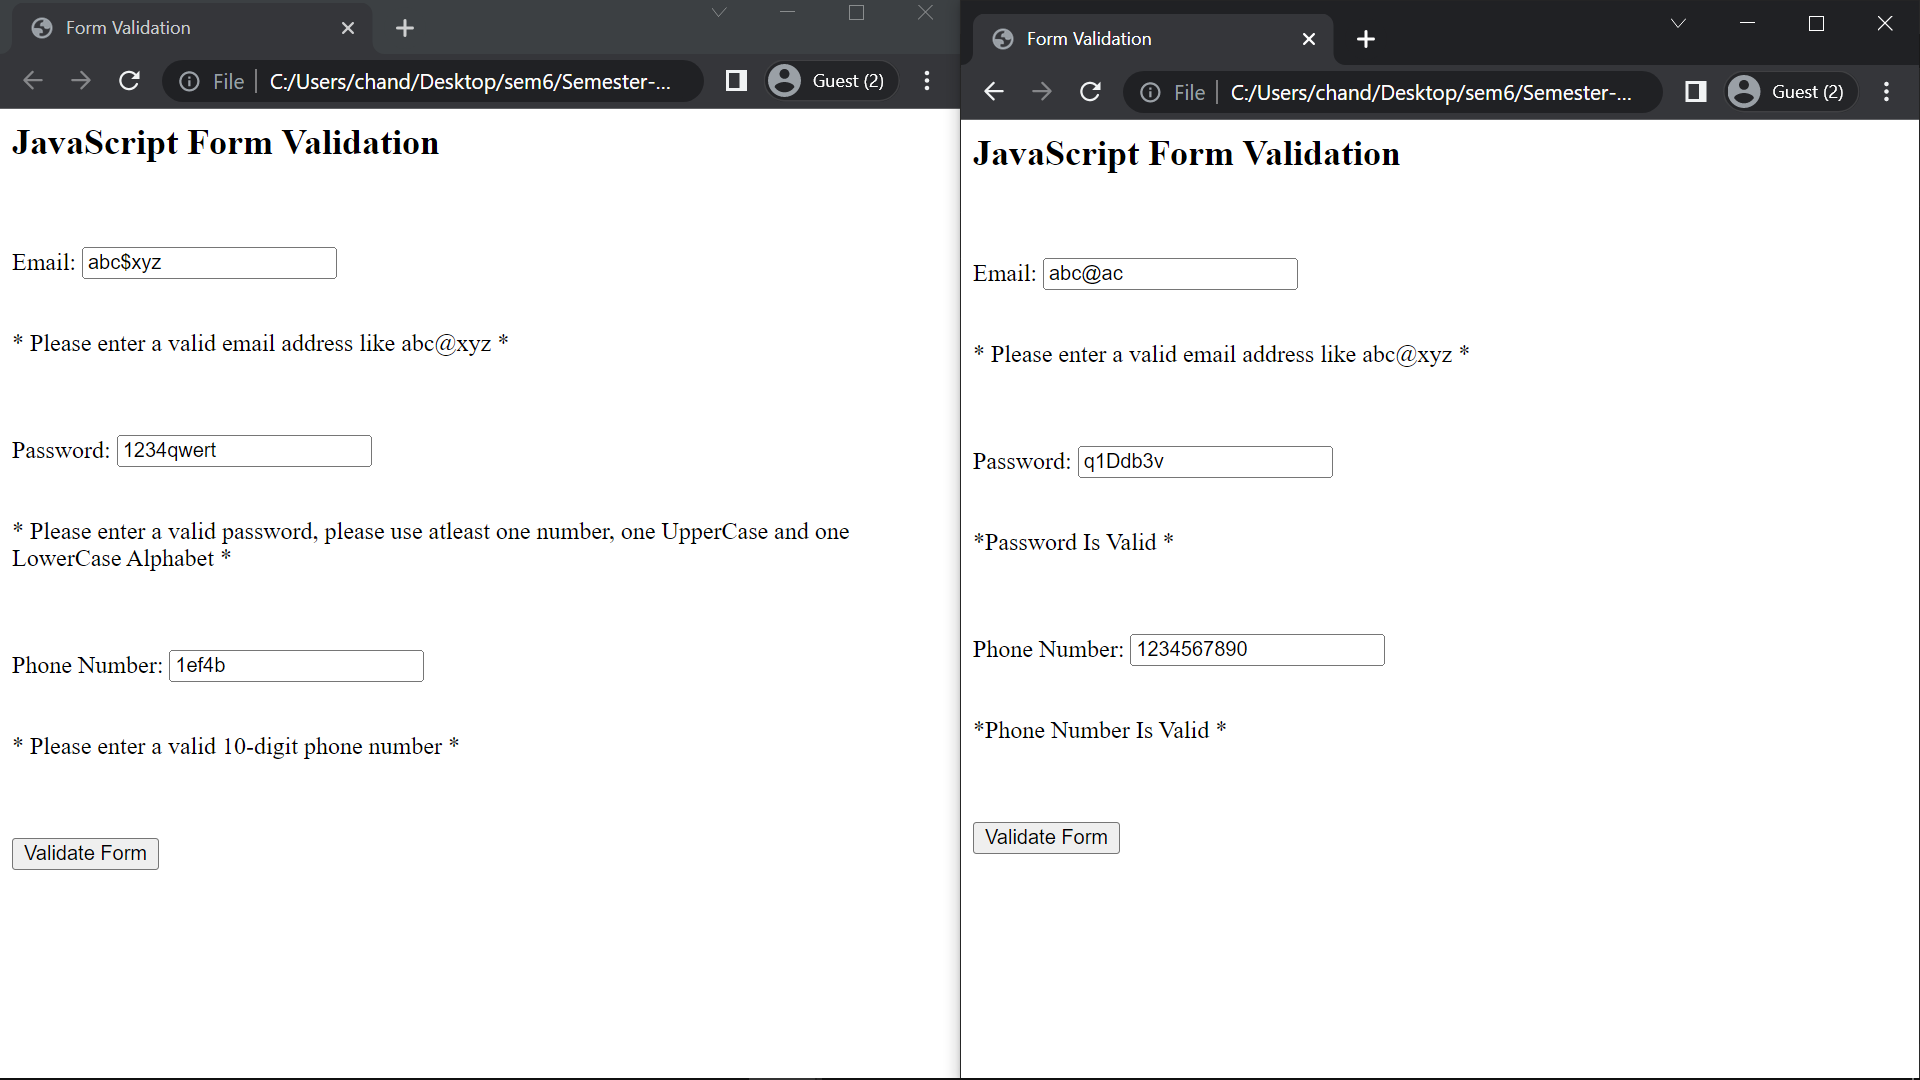 Form Validation
File
C:/Users/chand/Desktop/sem6/Semester-...
Guest (2)
JavaScript Form Validation
Email: abc$xyz
* Please enter a valid email address like abc@xyz *
Password: 1234qwert
* Please enter a valid password, please use atleast one number, one UpperCase and one
LowerCase Alphabet *
Phone Number: 1ef4b
* Please enter a valid 10-digit phone number *
Validate Form
Form Validation
File
C:/Users/chand/Desktop/sem6/Semester-...
Guest (2)
JavaScript Form Validation
Email: abc@ac
* Please enter a valid email address like abc@xyz *
Password: q1Ddb3v
*Password Is Valid *
Phone Number: 1234567890
*Phone Number Is Valid *
Validate Form